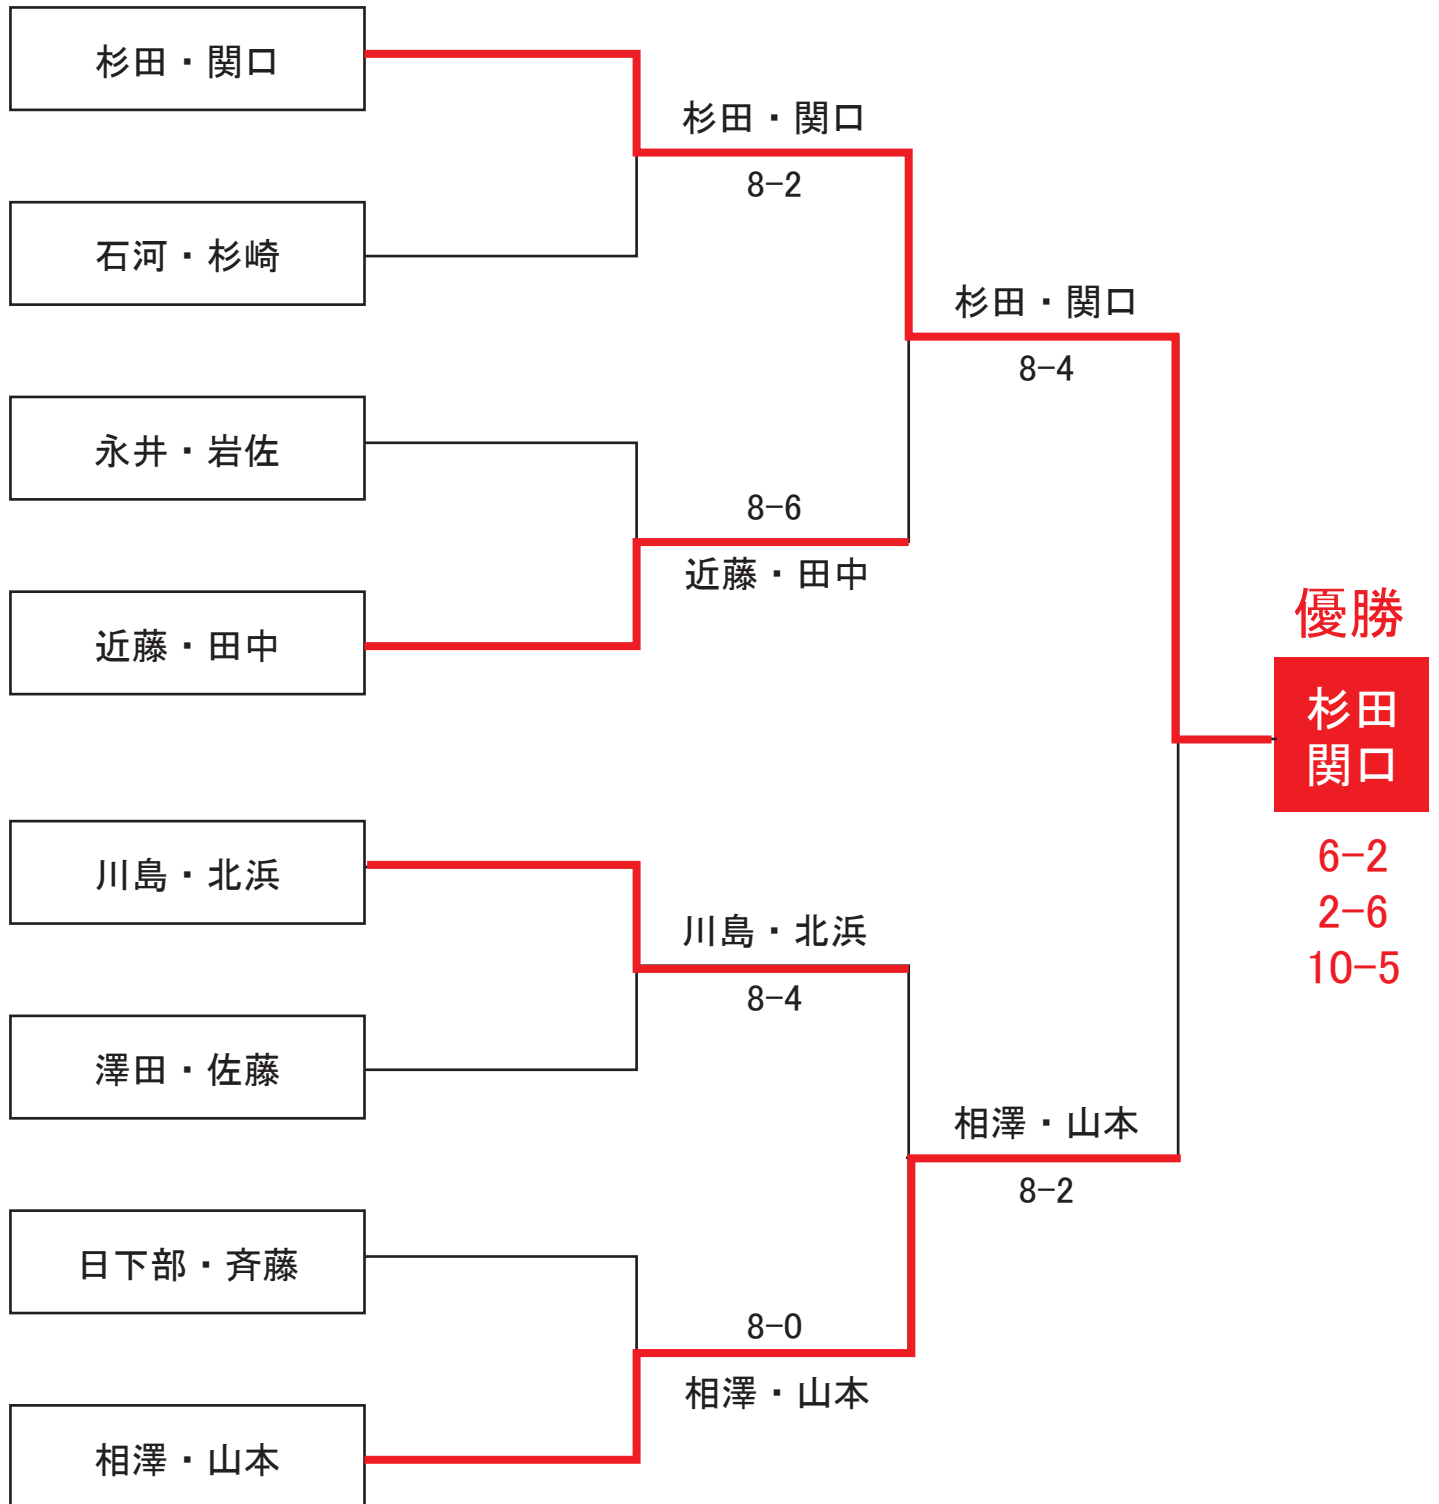 杉田・関口
石河・杉崎
永井・岩佐
近藤・田中
川島・北浜
澤田・佐藤
日下部・斉藤
相澤・山本
杉田・関口
8-2
8-6
近藤・田中
川島・北浜
8-4
8-0
相澤・山本
杉田・関口
8-4
相澤・山本
8-2
優勝
杉田
関口
6-2
2-6
10-5